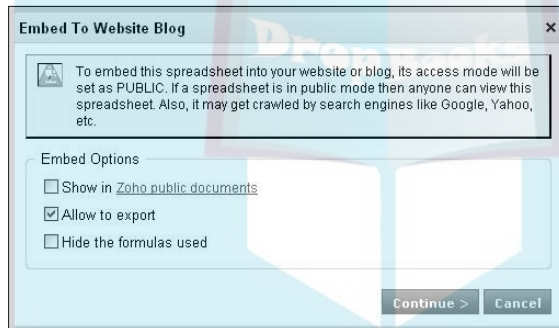 Embed To Website Blog
To embed this spreadsheet into your website or blog, its access mode will be
set as PUBLIC. If a spreadsheet is in public mode then anyone can view this
spreadsheet. Also, it may get crawled by search engines like Google, Yahoo,
etc.
Embed Options
Show in Zoho public documents
Allow to export
Hide the formulas used
Continue > Cancel